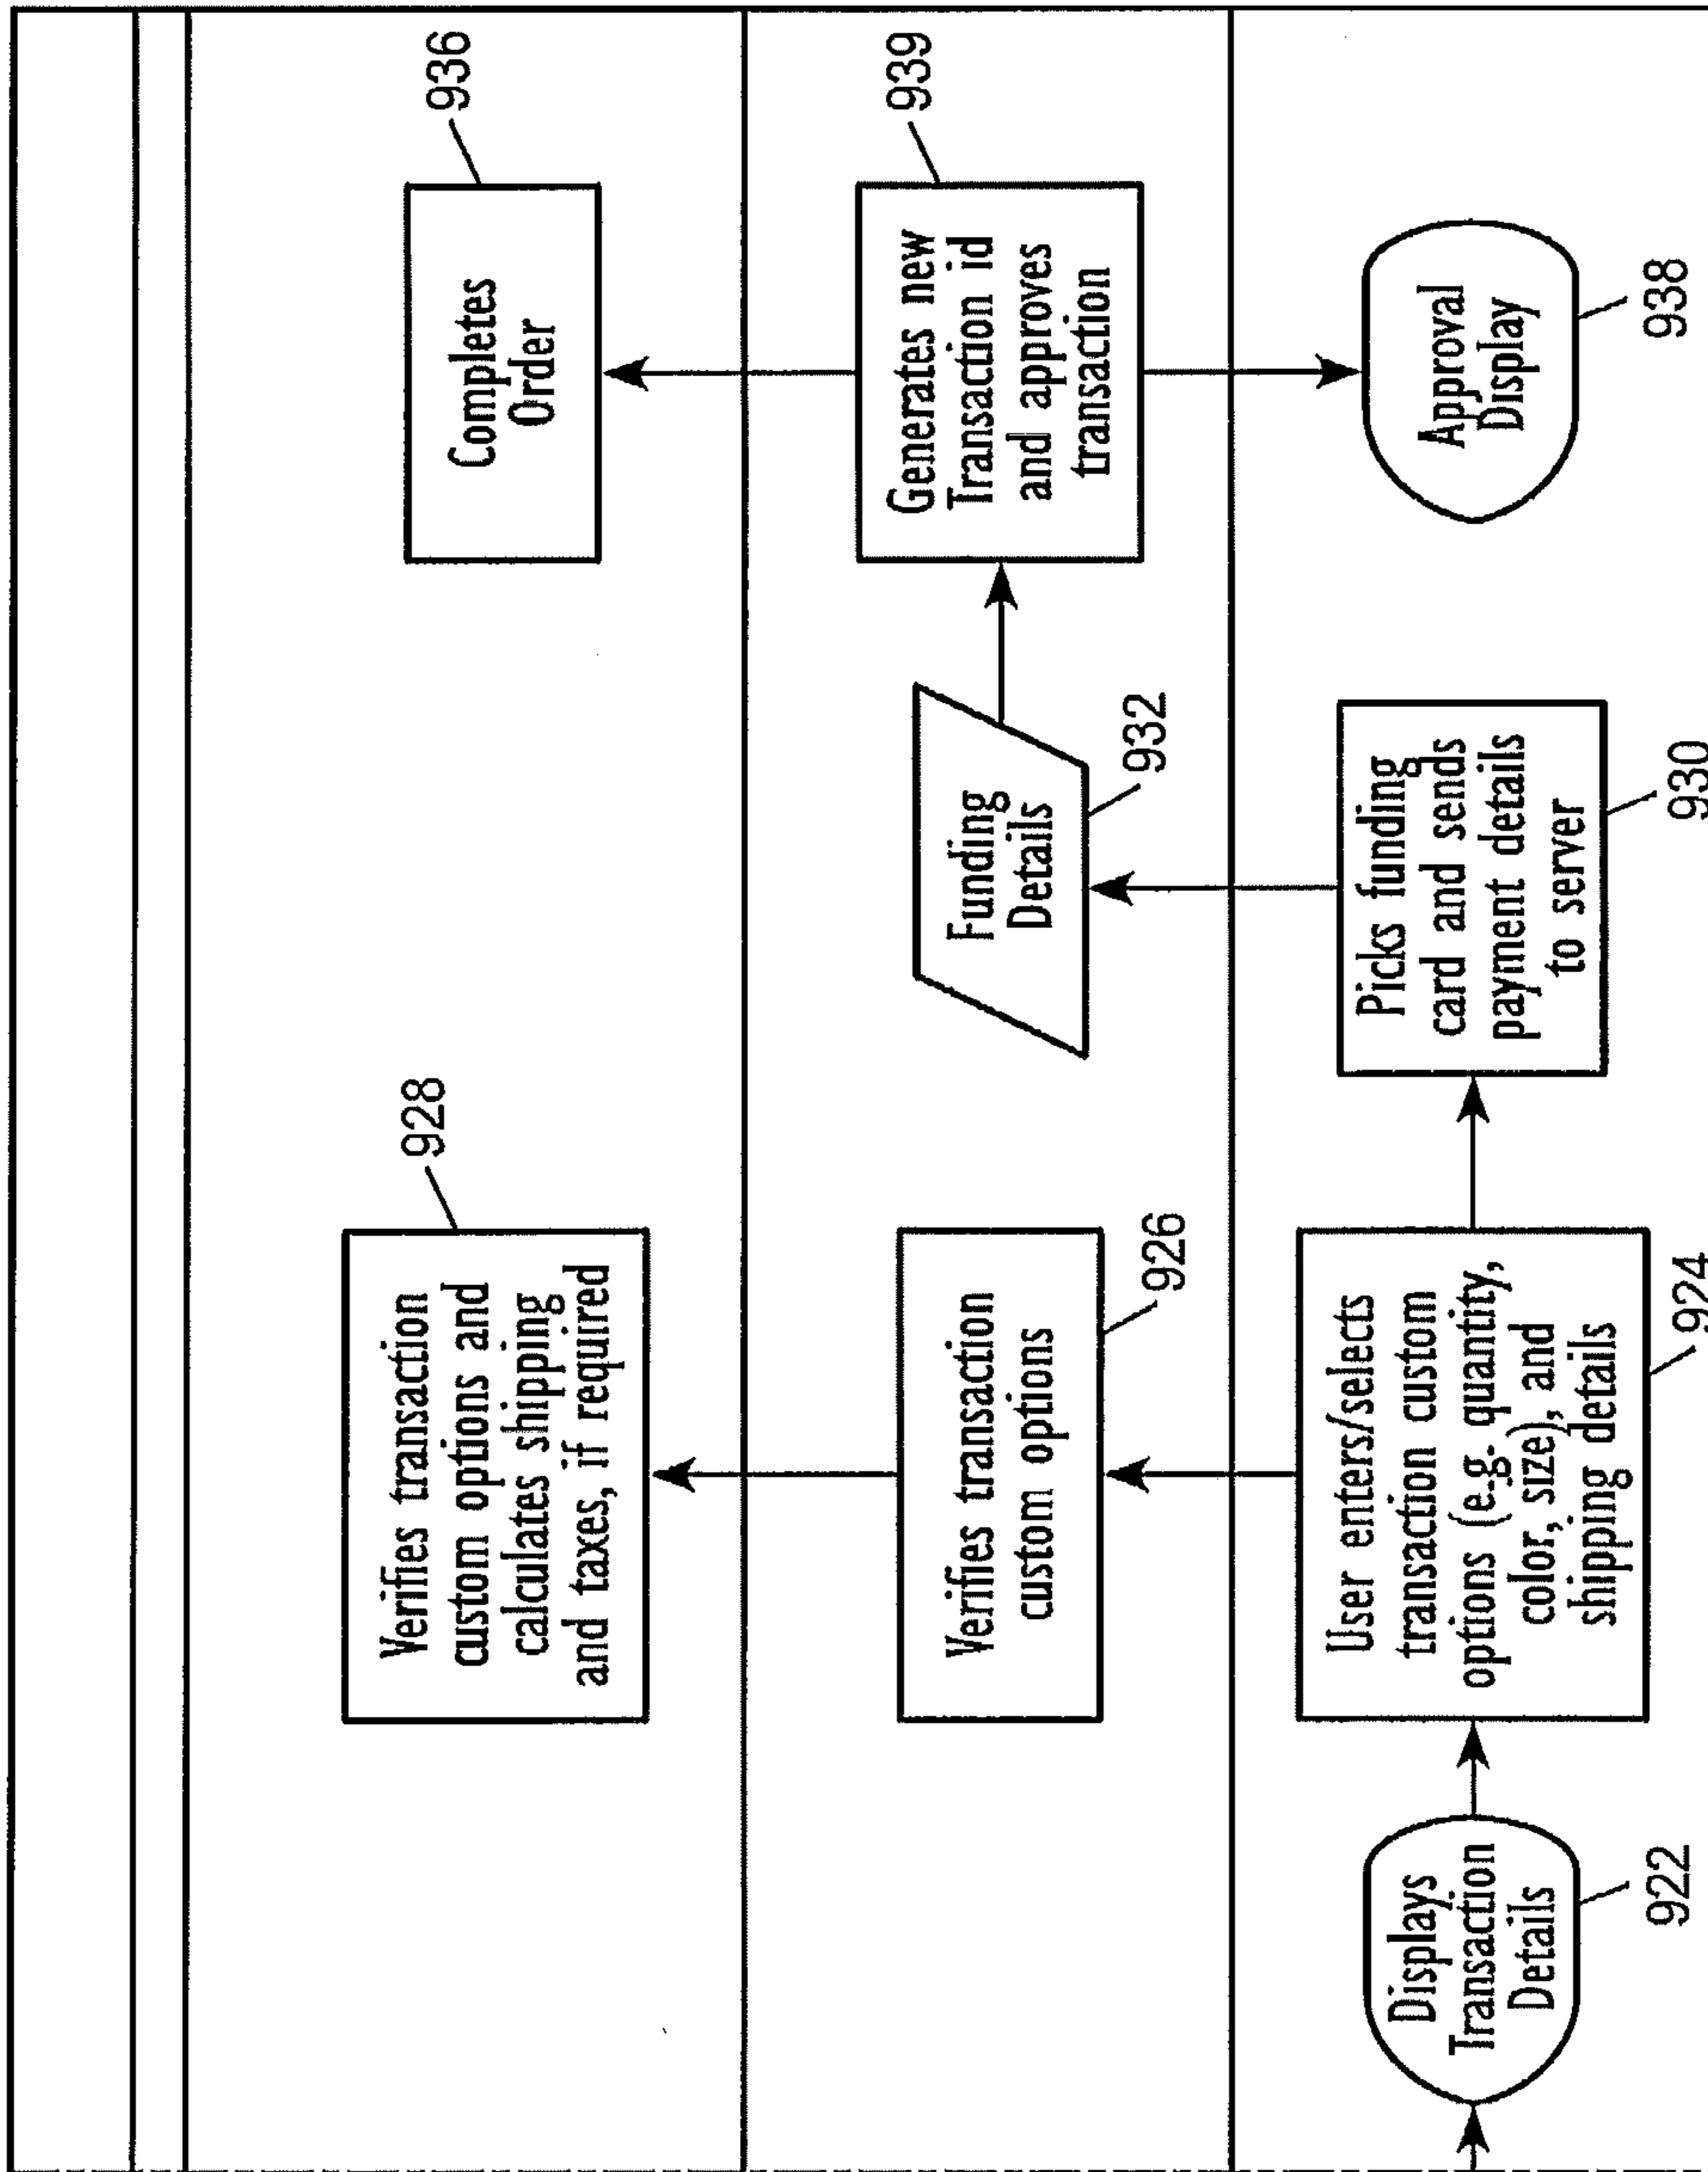 Verifies transaction
custom options and
calculates shipping
and taxes, if required
928
Completes
Order
936
Verifies transaction
custom options
926
Funding
Details
932
Generates new
Transaction id
and approves
transaction
939
Displays
Transaction
Details
922
User enters/selects
transaction custom
options (e.g. quantity,
color, size), and
shipping details
924
Picks funding
card and sends
payment details
to server
930
Approval
Display
938